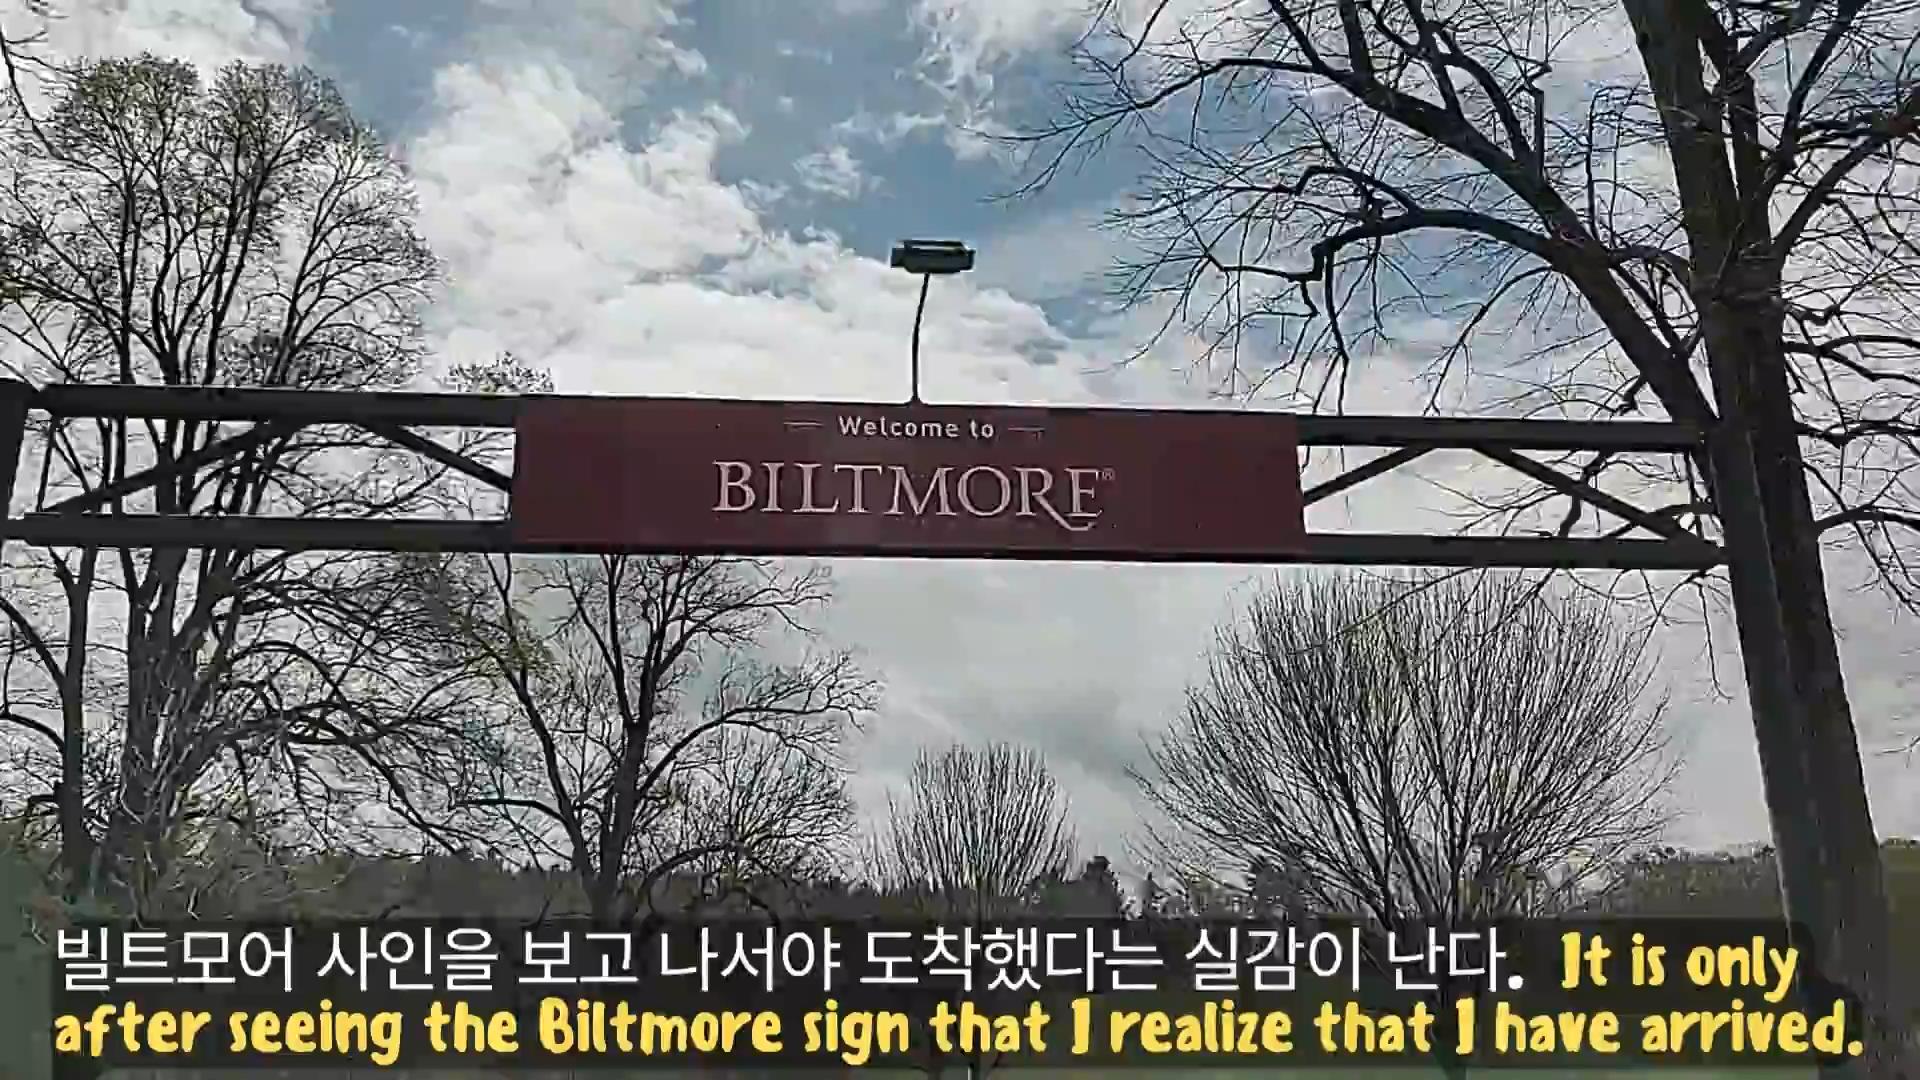 Welcome to
BILTMORE®
빌트모어 사인을 보고 나서야 도착했다는 실감이 난다. It is only
after seeing the Biltmore sign that I realize that I have arrived.